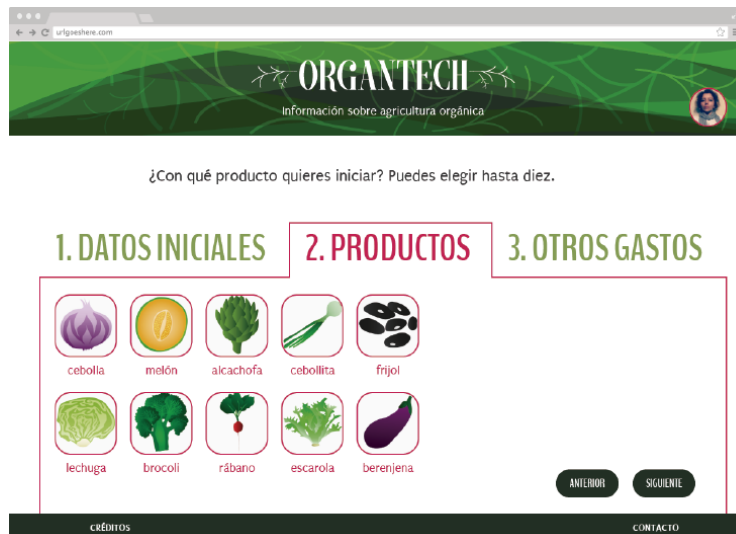 urlgoeshere.com
ORGANTECH
Información sobre agricultura orgánica
¿Con qué producto quieres iniciar? Puedes elegir hasta diez.
1. DATOS INICIALES 2. PRODUCTOS 3. OTROS GASTOS
cebolla melón alcachofa cebollita frijol
lechuga brocoli rábano escarola berenjena
ANTERIOR SIGUIENTE
CRÉDITOS CONTACTO